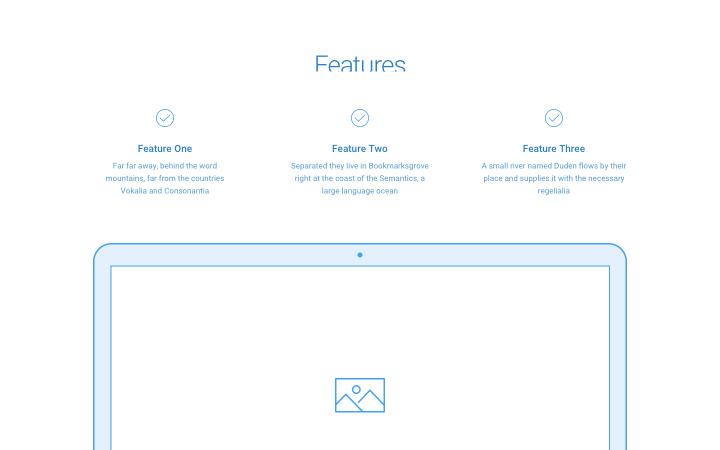 Features
Feature One
Far far away, behind the word
mountains, far from the countries
Vokalia and Consonantia
Feature Two
Separated they live in Bookmarksgrove
right at the coast of the Semantics, a
large language ocean
Feature Three
A small river named Duden flows by their
place and supplies it with the necessary
regelialia